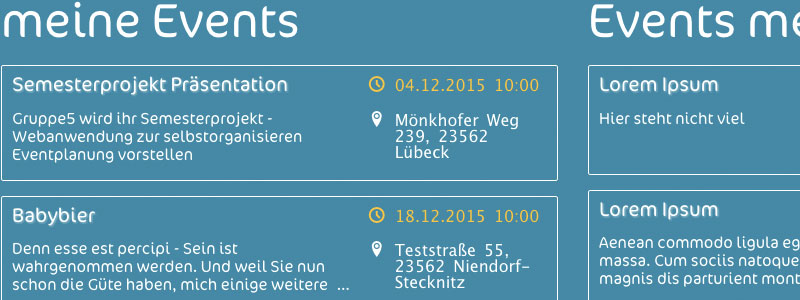 meine Events
Semesterprojekt Präsentation
04.12.2015 10:00
Gruppe5 wird ihr Semesterprojekt -
Webanwendung zur selbstorganisieren
Eventplanung vorstellen
Mönkhofer Weg
239, 23562
Lübeck
Babybier
18.12.2015 10:00
Denn esse est percipi - Sein ist
wahrgenommen werden. Und weil Sie nun
schon die Güte haben, mich einige weitere ...
Teststraße 55,
23562 Niendorf-
Stecknitz
Events me
Lorem Ipsum
Hier steht nicht viel
Lorem Ipsum
Aenean commodo ligula eg
massa. Cum sociis natoque
magnis dis parturient mont